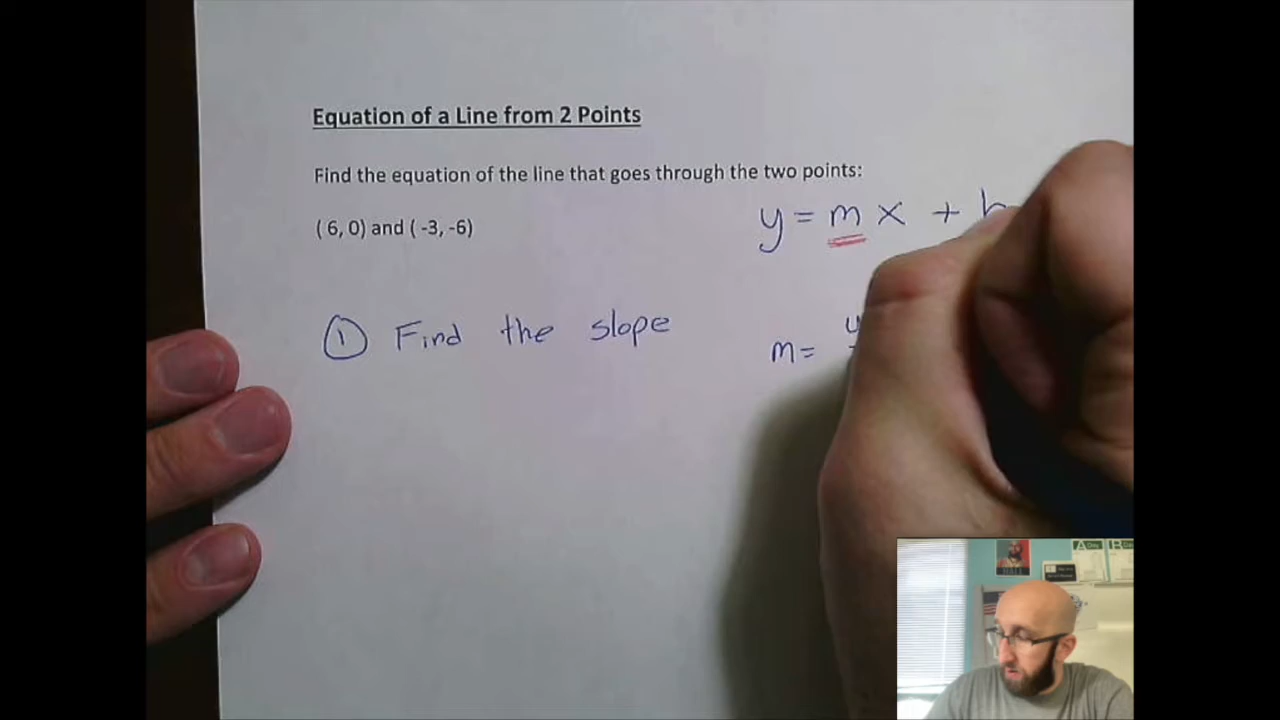 Equation of a Line from 2 Points
Find the equation of the line that goes through the two points:
y = m x + b
( 6, 0) and ( -3, -6)
① Find the slope
m =